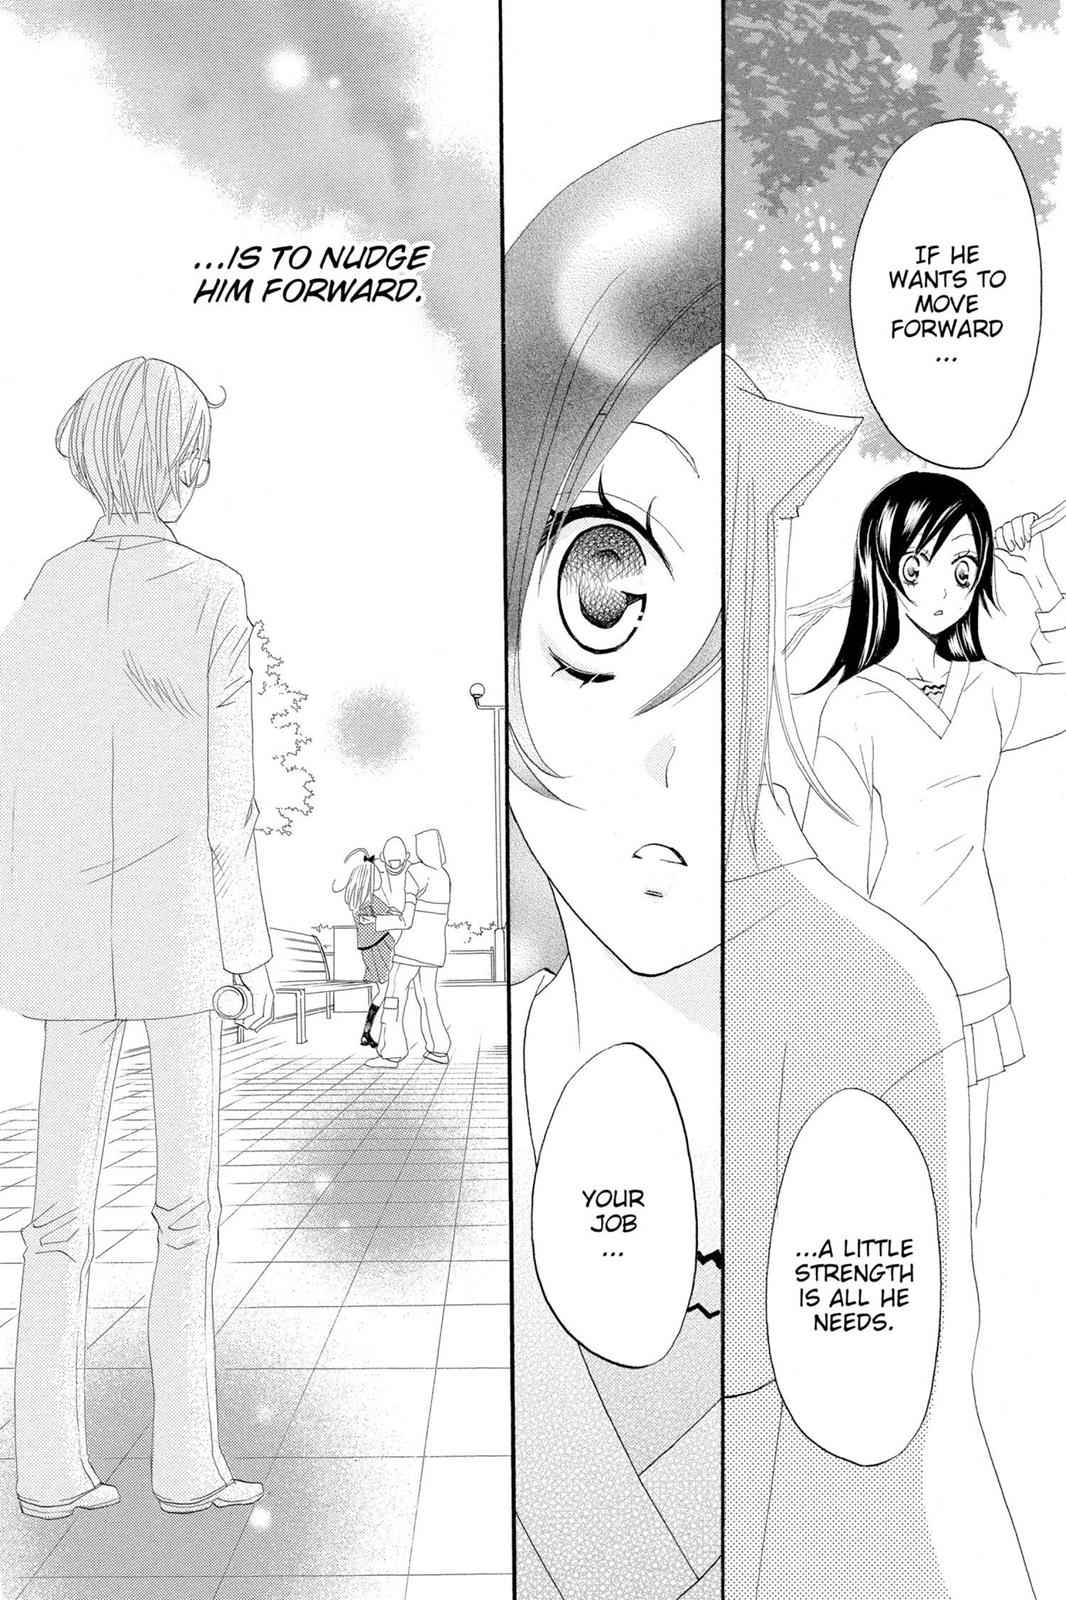 IF HE
WANTS TO
MOVE
FORWARD
...
...A LITTLE
STRENGTH
IS ALL HE
NEEDS.
YOUR
JOB
...
...IS TO NUDGE
HIM FORWARD.